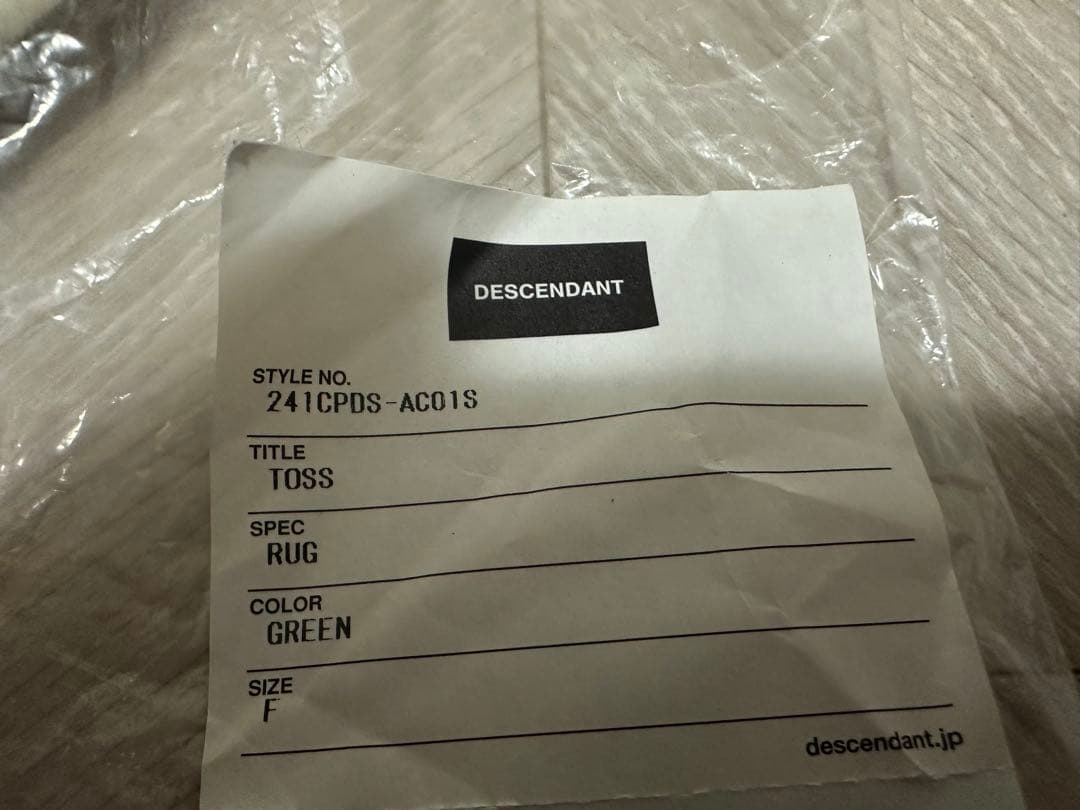 DESCENDANT
STYLE NO.
241CPDS-AC01S
TITLE
TOSS
SPEC
RUG
COLOR
GREEN
SIZE
F
descendant.jp